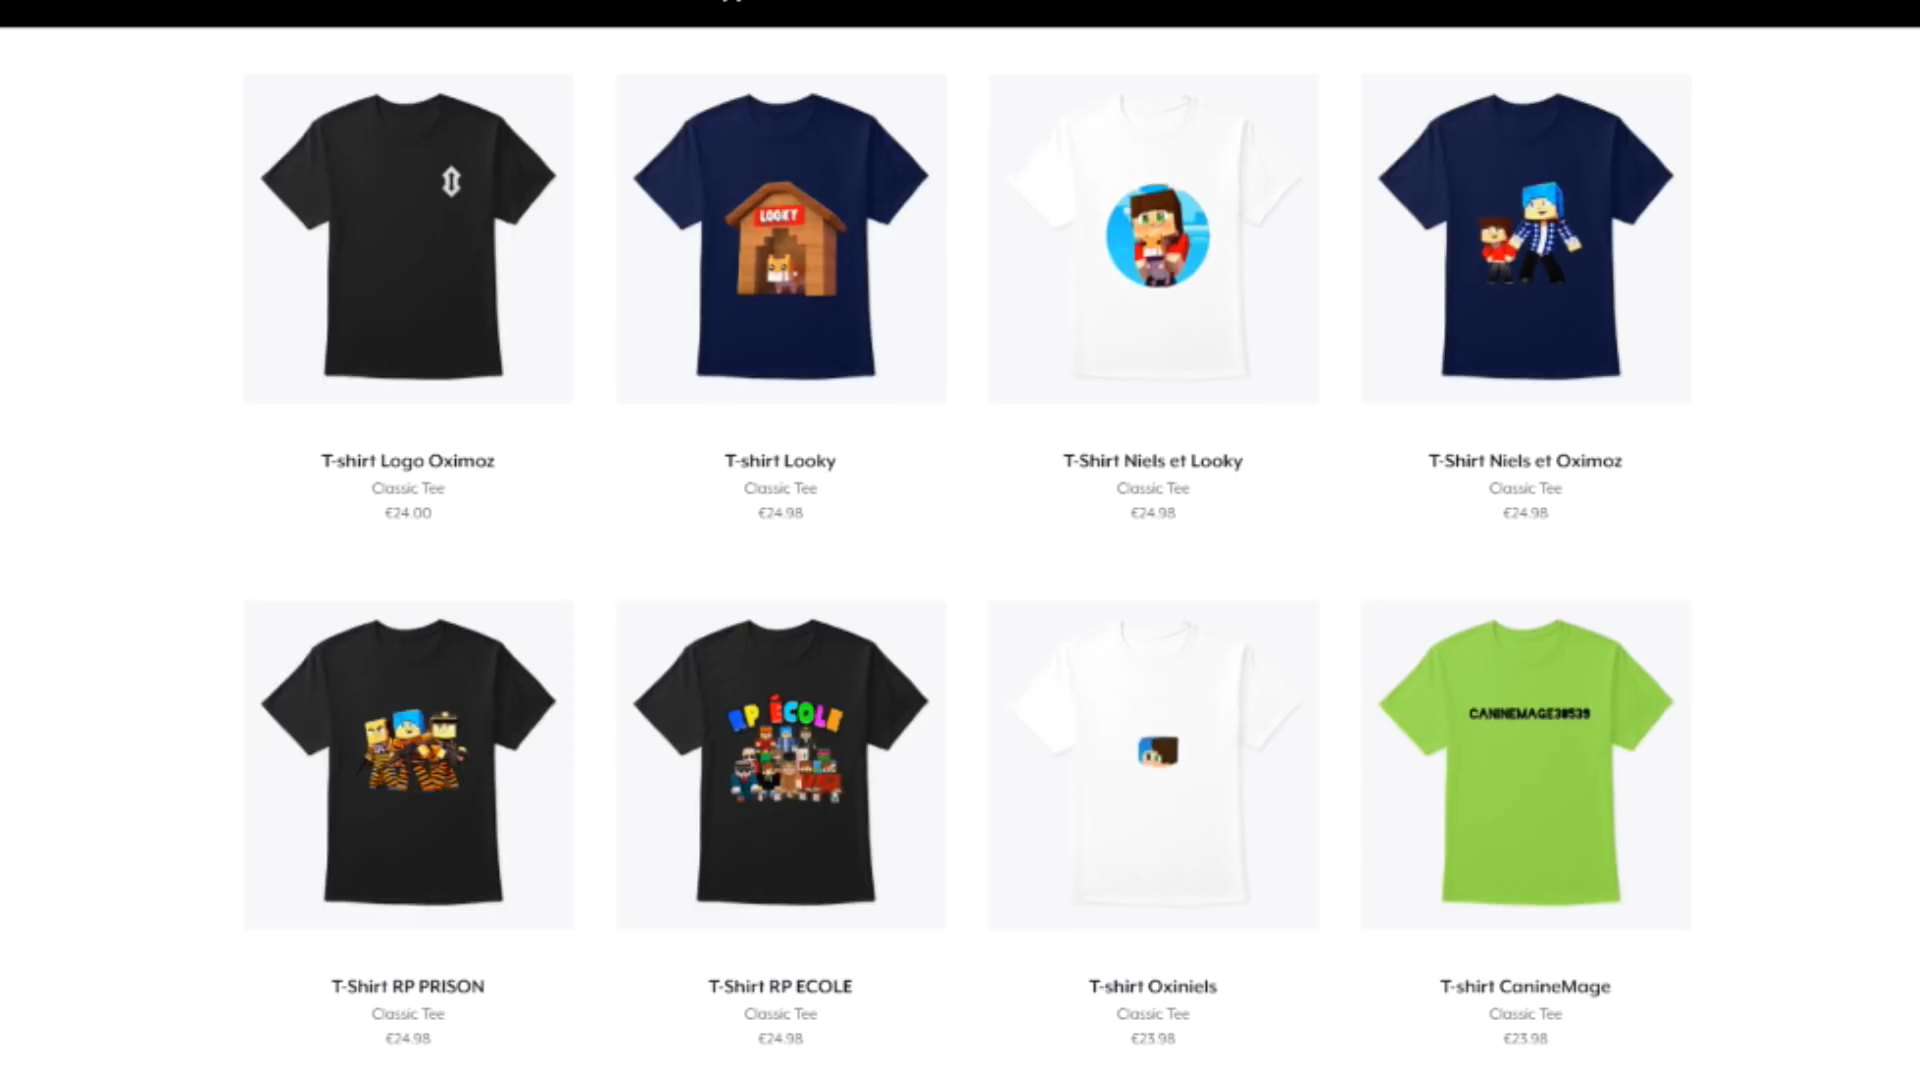 LOOKY
T-shirt Logo Oximoz
Classic Tee
€24.00
T-shirt Looky
Classic Tee
€24.98
T-Shirt Niels et Looky
Classic Tee
€24.98
T-Shirt Niels et Oximoz
Classic Tee
€24.98
RP ÉCOLE
CANINEMAGE38539
T-Shirt RP PRISON
Classic Tee
€24.98
T-Shirt RP ECOLE
Classic Tee
€24.98
T-shirt Oxiniels
Classic Tee
€23.98
T-shirt CanineMage
Classic Tee
€23.98